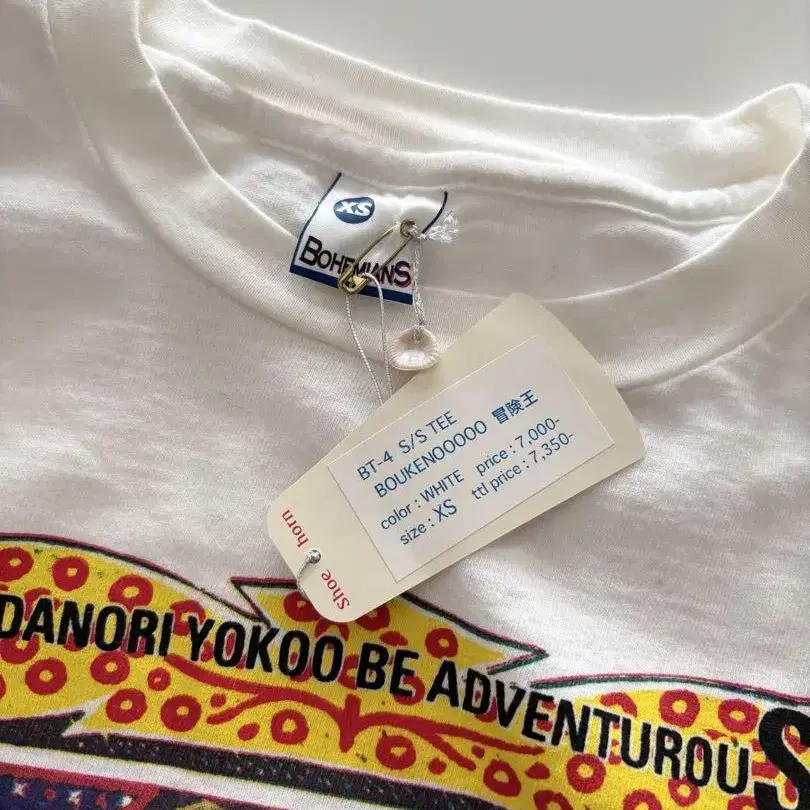 XS
BOHEMIANS
BT-4 S/S TEE
BOUKENOOOOO 冒険王
color : WHITE price : 7,000-
size : XS ttl price : 7,350-
Shoe horn
DANORI YOKOO BE ADVENTUROUS